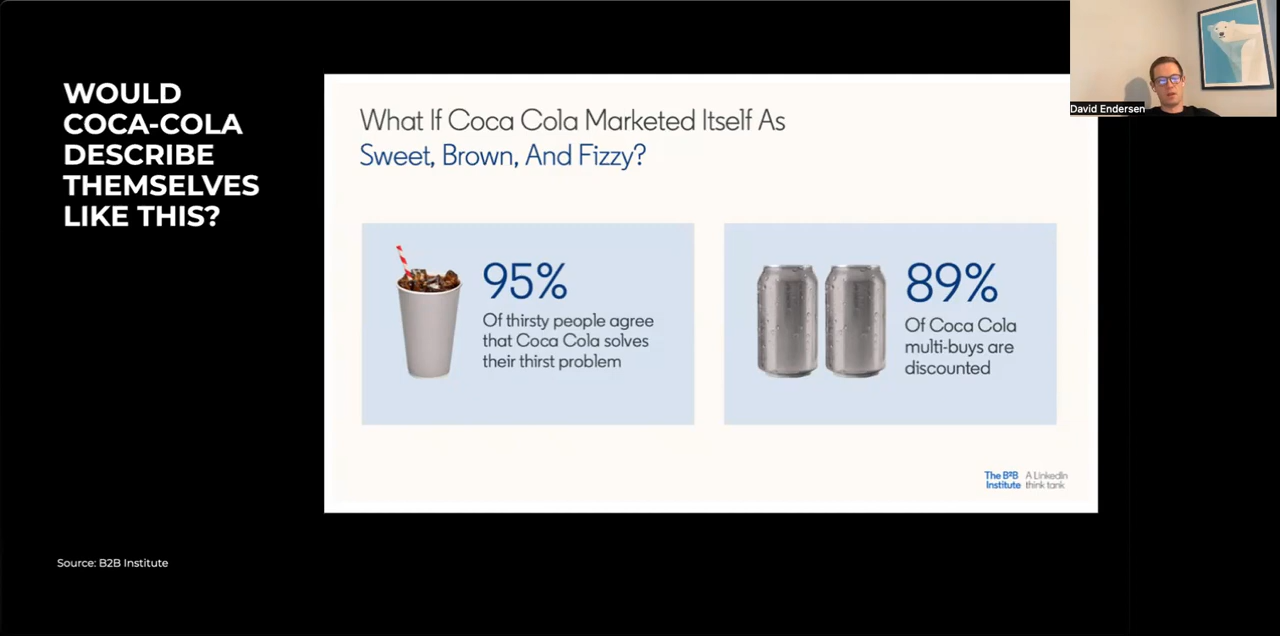 WOULD
COCA-COLA
DESCRIBE
THEMSELVES
LIKE THIS?
What If Coca Cola Marketed Itself As
Sweet, Brown, And Fizzy?
95%
Of thirsty people agree
that Coca Cola solves
their thirst problem
89%
Of Coca Cola
multi-buys are
discounted
The B2B
Institute
A LinkedIn
think tank
Source: B2B Institute
David Endersen